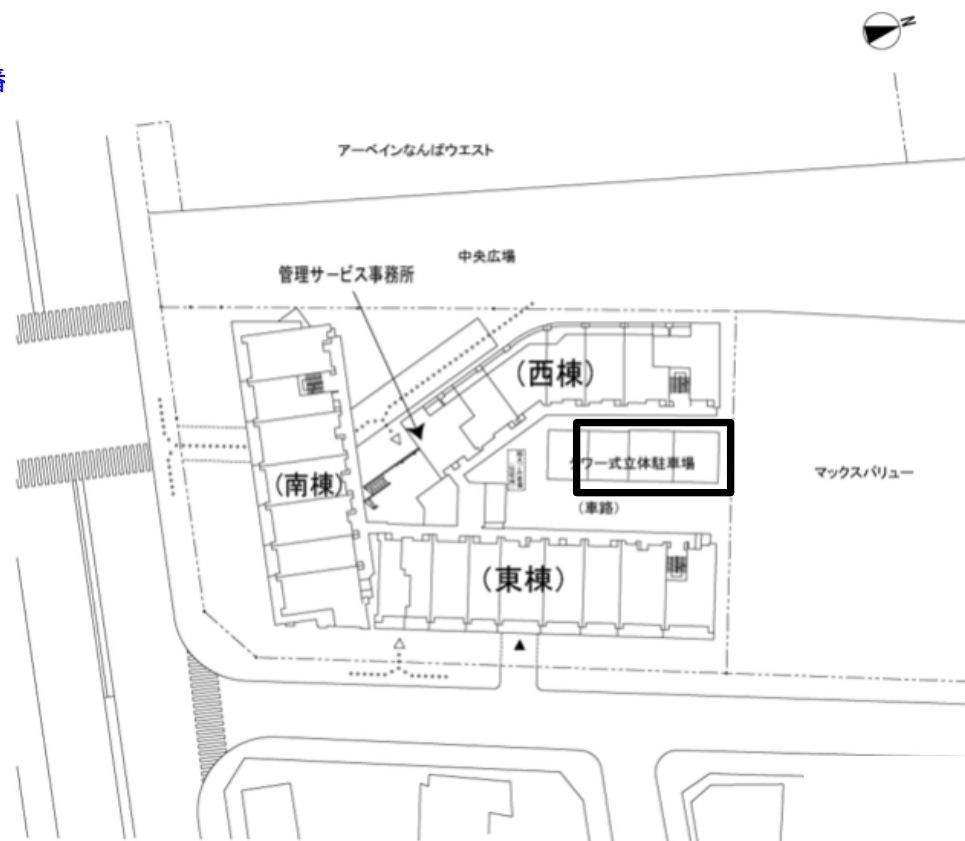 N
番
アーベインなんばウエスト
中央広場
管理サービス事務所
(西棟)
タワー式立体駐車場
マックスバリュー
(南棟)
(車路)
(東棟)